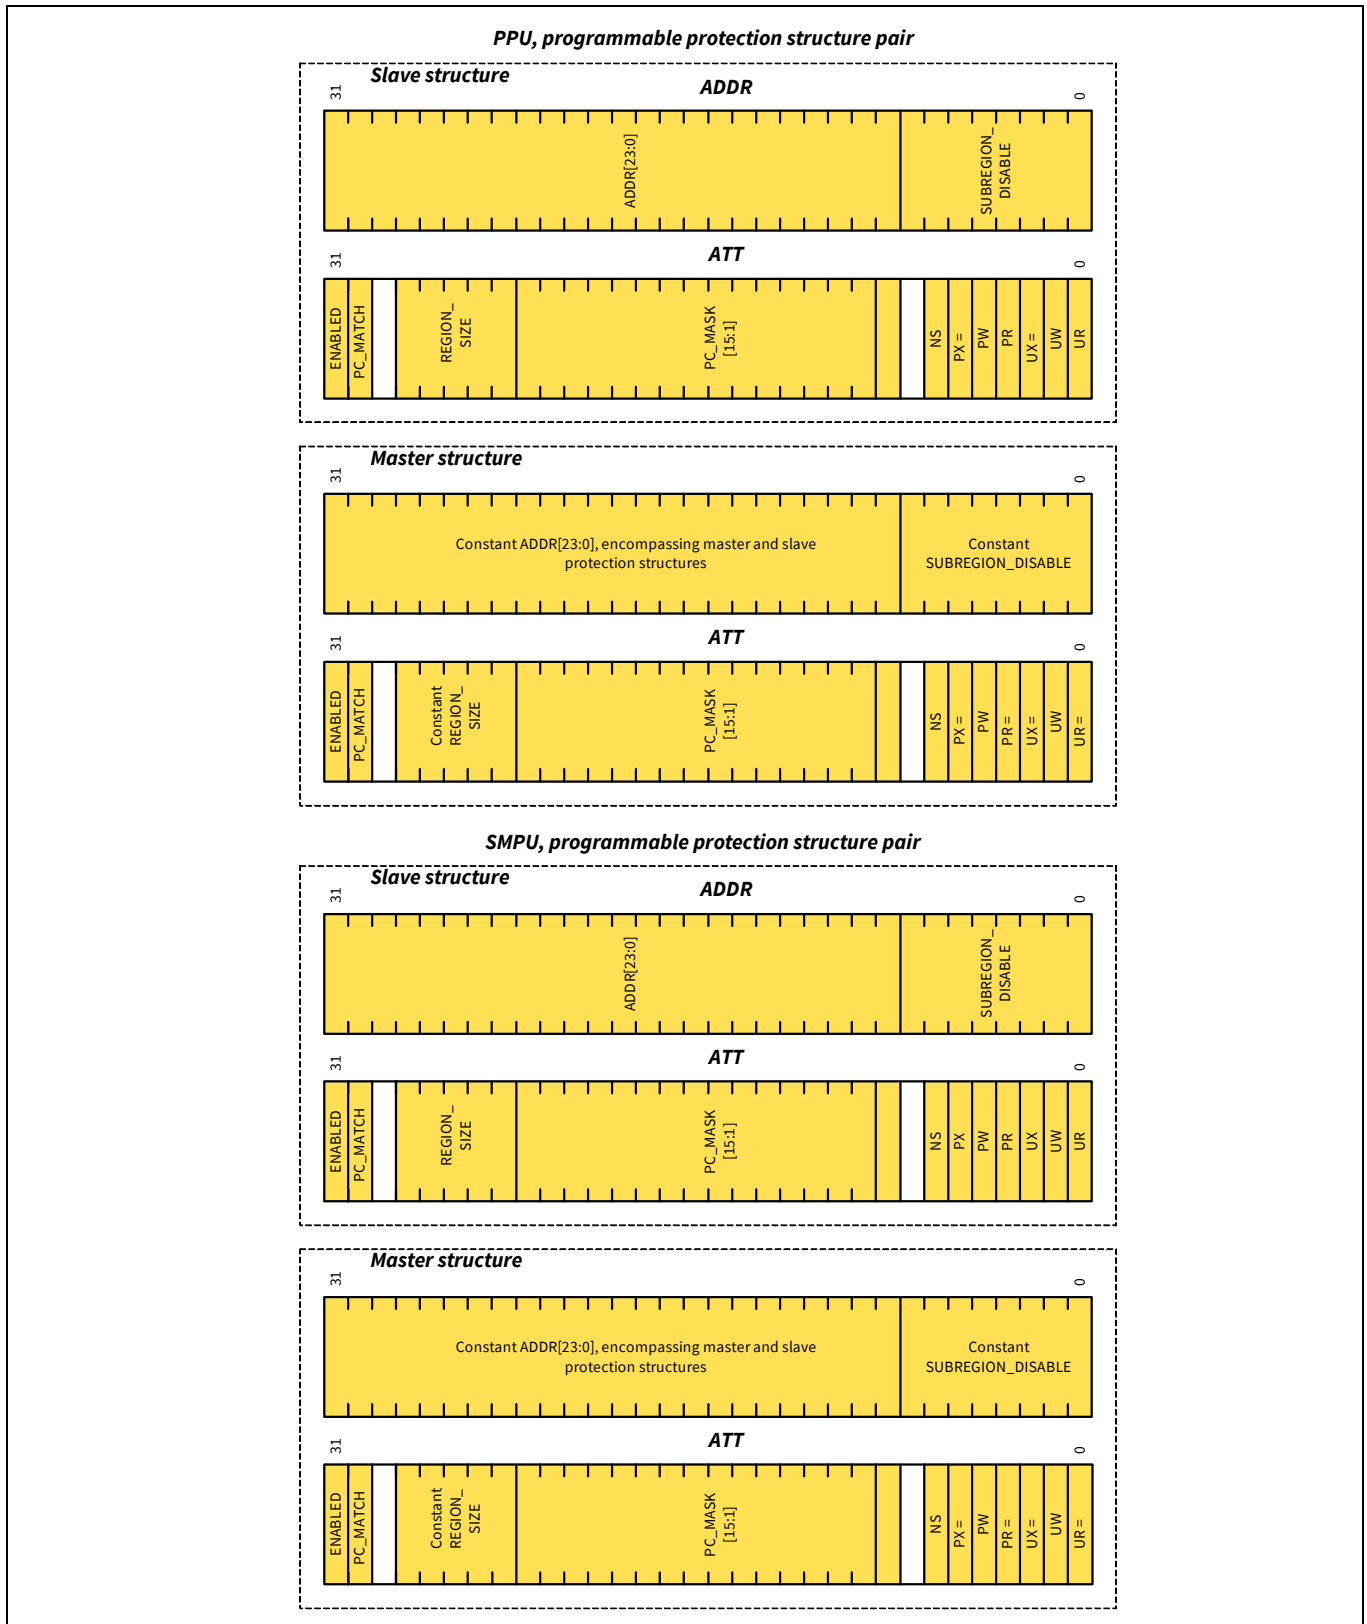 PPU, programmable protection structure pair
Slave structure
ADDR
31
0
ADDR[23:0]
SUBREGION_
DISABLE
ATT
31
0
ENABLED
PC_MATCH
REGION_
SIZE
PC_MASK
[15:1]
NS
PX =
PW
PR
UX =
UW
UR
Master structure
31
0
Constant ADDR[23:0], encompassing master and slave
protection structures
Constant
SUBREGION_DISABLE
ATT
31
0
ENABLED
PC_MATCH
Constant
REGION_
SIZE
PC_MASK
[15:1]
NS
PX =
PW
PR =
UX =
UW
UR =
SMPU, programmable protection structure pair
Slave structure
ADDR
31
0
ADDR[23:0]
SUBREGION_
DISABLE
ATT
31
0
ENABLED
PC_MATCH
REGION_
SIZE
PC_MASK
[15:1]
NS
PX
PW
PR
UX
UW
UR
Master structure
31
0
Constant ADDR[23:0], encompassing master and slave
protection structures
Constant
SUBREGION_DISABLE
ATT
31
0
ENABLED
PC_MATCH
Constant
REGION_
SIZE
PC_MASK
[15:1]
NS
PX =
PW
PR =
UX =
UW
UR =